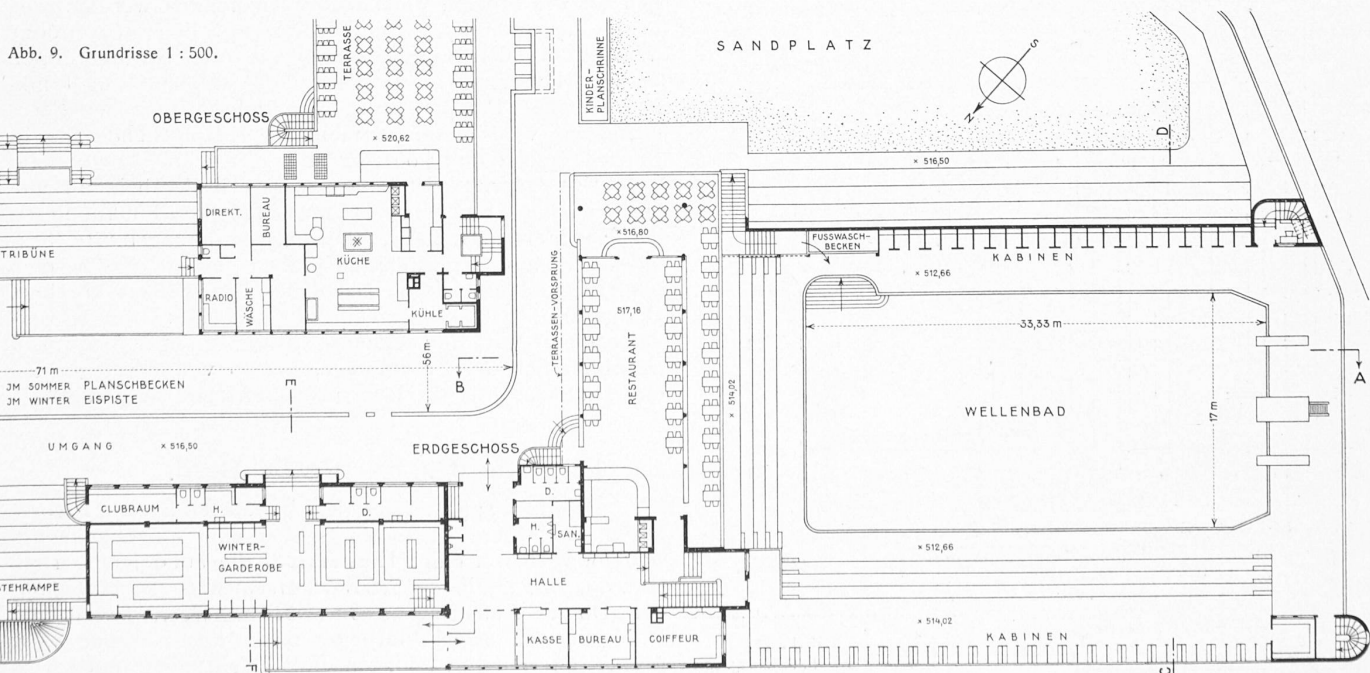 Abb. 9. Grundrisse 1 : 500.
TERRASSE
KINDER-
PLANSCHRINNE
SANDPLATZ
S
N
OBERGESCHOSS
× 520,62
D
× 516,50
DIREKT.
BUREAU
KÜCHE
TRIBÜNE
RADIO
WÄSCHE
KÜHLE
× 516,80
FUSSWASCH-
BECKEN
KABINEN
× 512,66
TERRASSEN-VORSPRUNG
517,16
RESTAURANT
× 514,02
33,33 m
17 m
WELLENBAD
A
71 m
56 m
B
JM SOMMER PLANSCHBECKEN
JM WINTER EISPISTE
E
UMGANG × 516,50
ERDGESCHOSS
CLUBRAUM
H.
D.
D.
H.
SAN.
WINTER-
GARDEROBE
HALLE
× 512,66
STEHRAMPE
KASSE
BUREAU
COIFFEUR
× 514,02
KABINEN
F
C